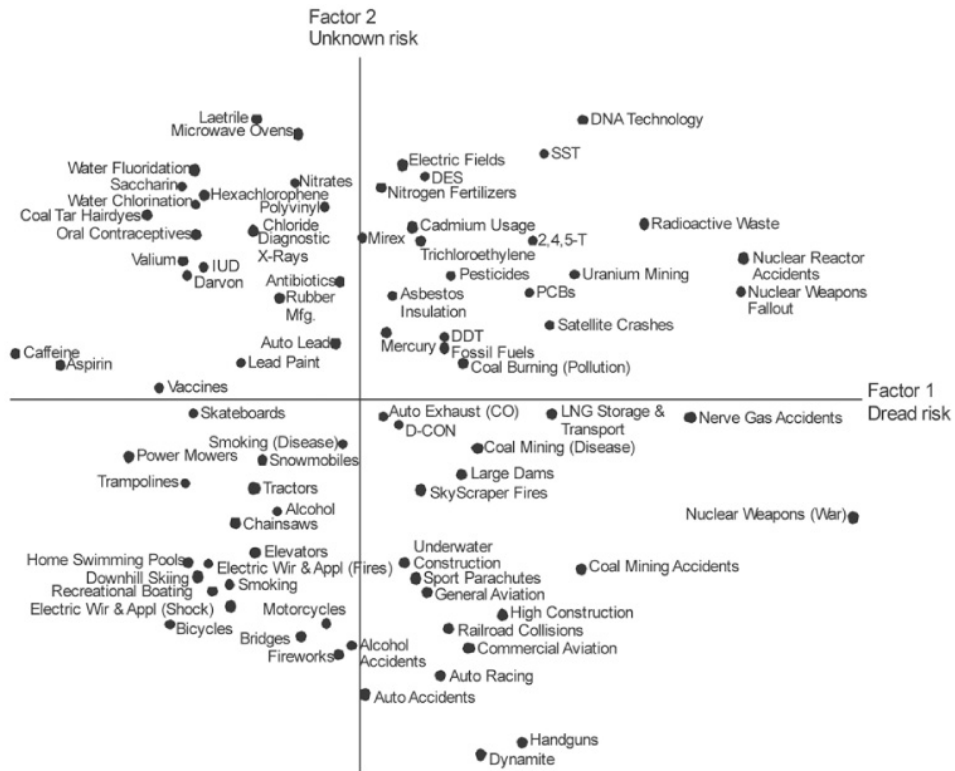 Factor 2
Unknown risk
Laetrile
Microwave Ovens
DNA Technology
SST
Electric Fields
DES
Nitrogen Fertilizers
Water Fluoridation
Saccharin
Nitrates
Hexachlorophene
Water Chlorination
Polyvinyl
Chloride
Coal Tar Hairdyes
Oral Contraceptives
Diagnostic
X-Rays
Mirex
Cadmium Usage
Trichloroethylene
2,4,5-T
Radioactive Waste
Valium
IUD
Darvon
Antibiotics
Rubber
Mfg.
Pesticides
Asbestos
Insulation
Uranium Mining
PCBs
Nuclear Reactor
Accidents
Nuclear Weapons
Fallout
Satellite Crashes
Auto Lead
Lead Paint
Mercury
DDT
Fossil Fuels
Coal Burning (Pollution)
Caffeine
Aspirin
Vaccines
Factor 1
Dread risk
Skateboards
Auto Exhaust (CO)
D-CON
LNG Storage &
Transport
Nerve Gas Accidents
Smoking (Disease)
Snowmobiles
Power Mowers
Coal Mining (Disease)
Trampolines
Tractors
Large Dams
SkyScraper Fires
Alcohol
Chainsaws
Nuclear Weapons (War)
Elevators
Home Swimming Pools
Electric Wir & Appl (Fires)
Underwater
Construction
Coal Mining Accidents
Downhill Skiing
Smoking
Sport Parachutes
Recreational Boating
General Aviation
Electric Wir & Appl (Shock)
Motorcycles
High Construction
Bicycles
Bridges
Railroad Collisions
Alcohol
Accidents
Fireworks
Commercial Aviation
Auto Racing
Auto Accidents
Handguns
Dynamite